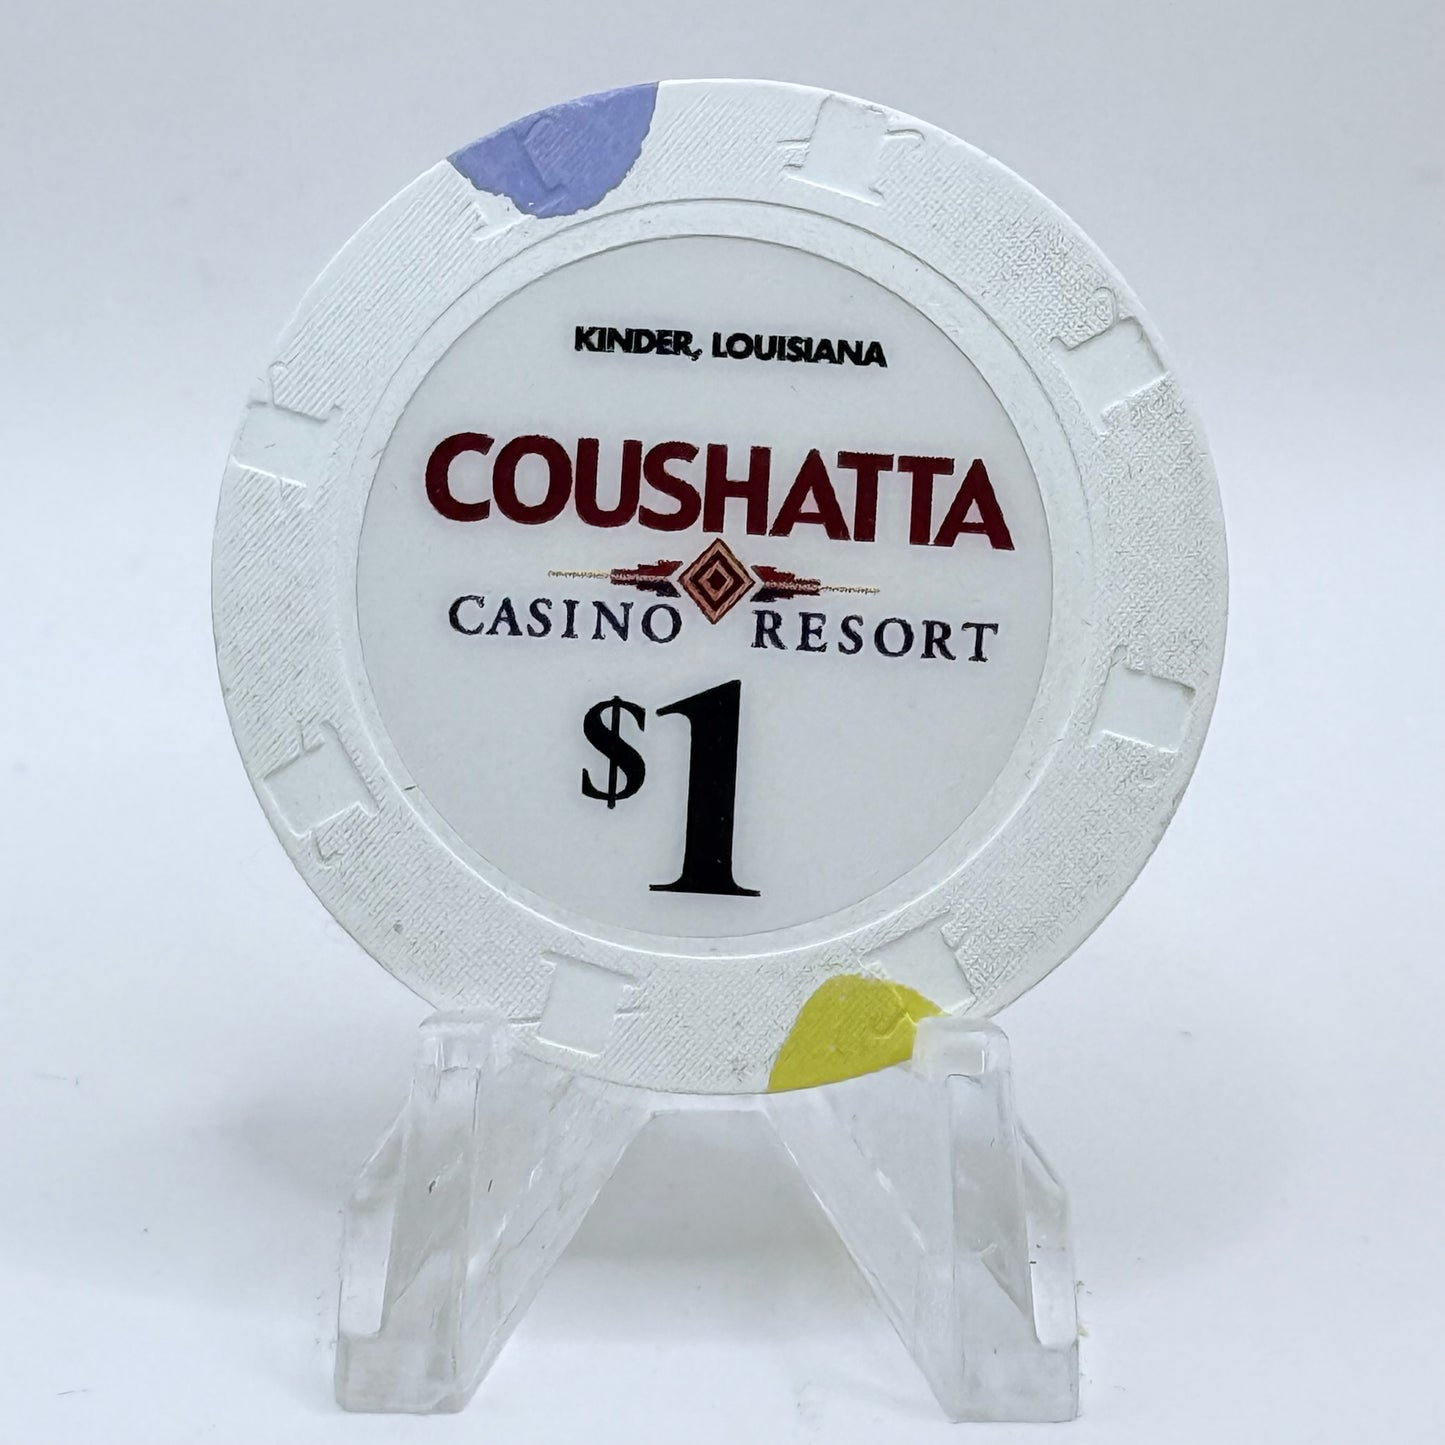 KINDER, LOUISIANA
COUSHATTA
CASINO RESORT
$1